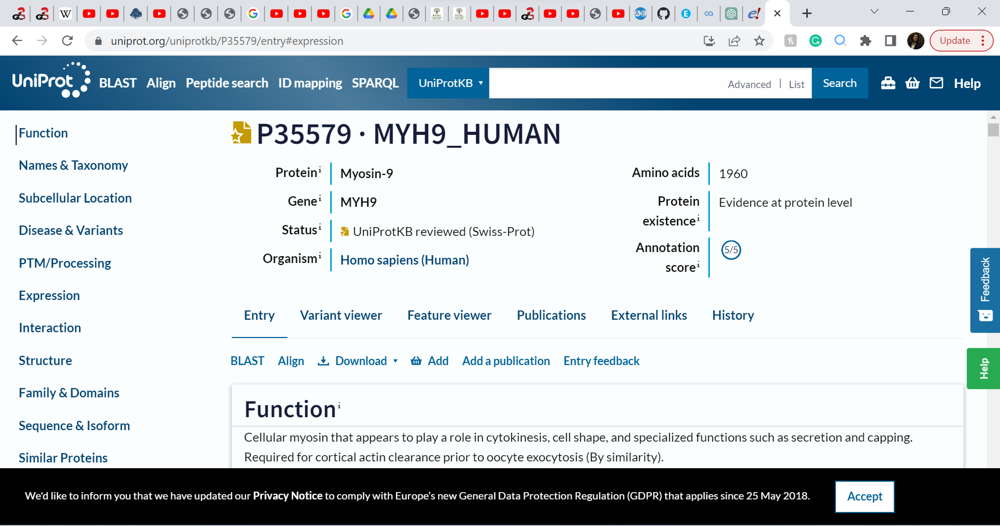 uniprot.org/uniprotkb/P35579/entry#expression
Update
UniProt
BLAST Align Peptide search ID mapping SPARQL UniProtKB Advanced | List Search Help
Function
Names & Taxonomy
Subcellular Location
Disease & Variants
PTM/Processing
Expression
Interaction
Structure
Family & Domains
Sequence & Isoform
Similar Proteins
P35579 · MYH9_HUMAN
Proteinⁱ Myosin-9
Geneⁱ MYH9
Statusⁱ UniProtKB reviewed (Swiss-Prot)
Organismⁱ Homo sapiens (Human)
Amino acids 1960
Protein existenceⁱ Evidence at protein level
Annotation scoreⁱ 5/5
Entry Variant viewer Feature viewer Publications External links History
BLAST Align Download Add Add a publication Entry feedback
Functionⁱ
Cellular myosin that appears to play a role in cytokinesis, cell shape, and specialized functions such as secretion and capping.
Required for cortical actin clearance prior to oocyte exocytosis (By similarity).
Feedback
Help
We'd like to inform you that we have updated our Privacy Notice to comply with Europe’s new General Data Protection Regulation (GDPR) that applies since 25 May 2018.
Accept